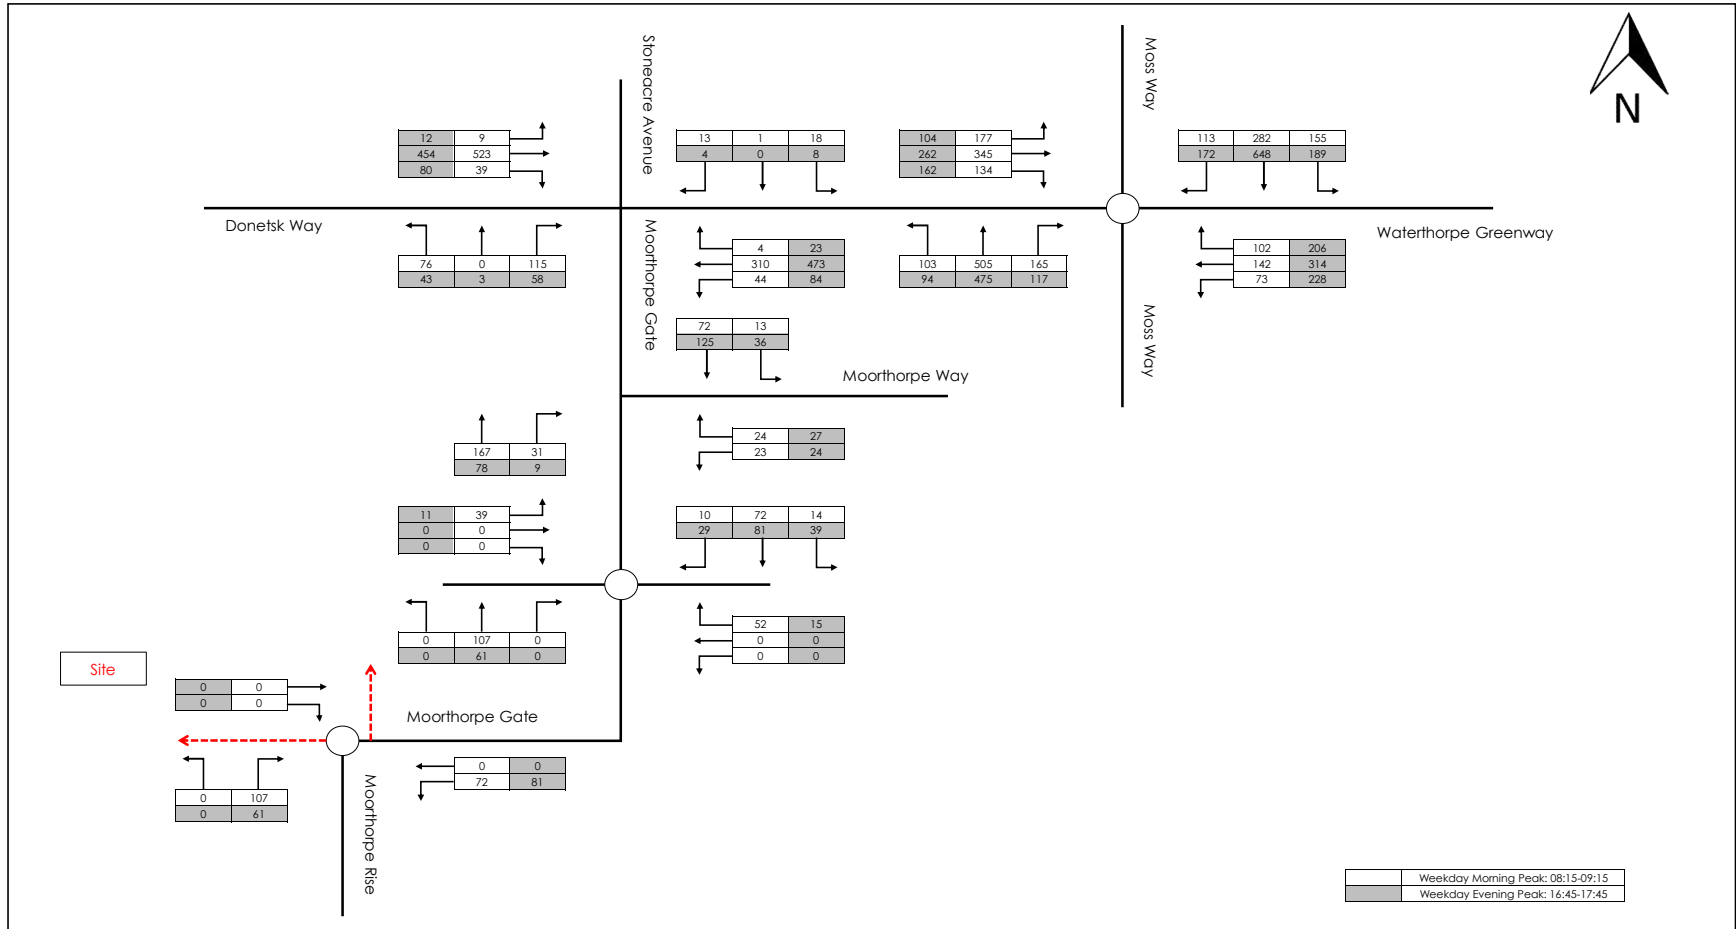 N
Stoneacre Avenue
Moss Way
12 9
454 523
80 39
13 1 18
4 0 8
104 177
262 345
162 134
113 282 155
172 648 189
Donetsk Way
Moorthorpe Gate
Waterthorpe Greenway
76 0 115
43 3 58
4 23
310 473
44 84
103 505 165
94 475 117
102 206
142 314
73 228
Moss Way
72 13
125 36
Moorthorpe Way
167 31
78 9
24 27
23 24
11 39
0 0
0 0
10 72 14
29 81 39
0 107 0
0 61 0
52 15
0 0
0 0
Site
0 0
0 0
Moorthorpe Gate
0 0
72 81
0 107
0 61
Moorthorpe Rise
Weekday Morning Peak: 08:15-09:15
Weekday Evening Peak: 16:45-17:45